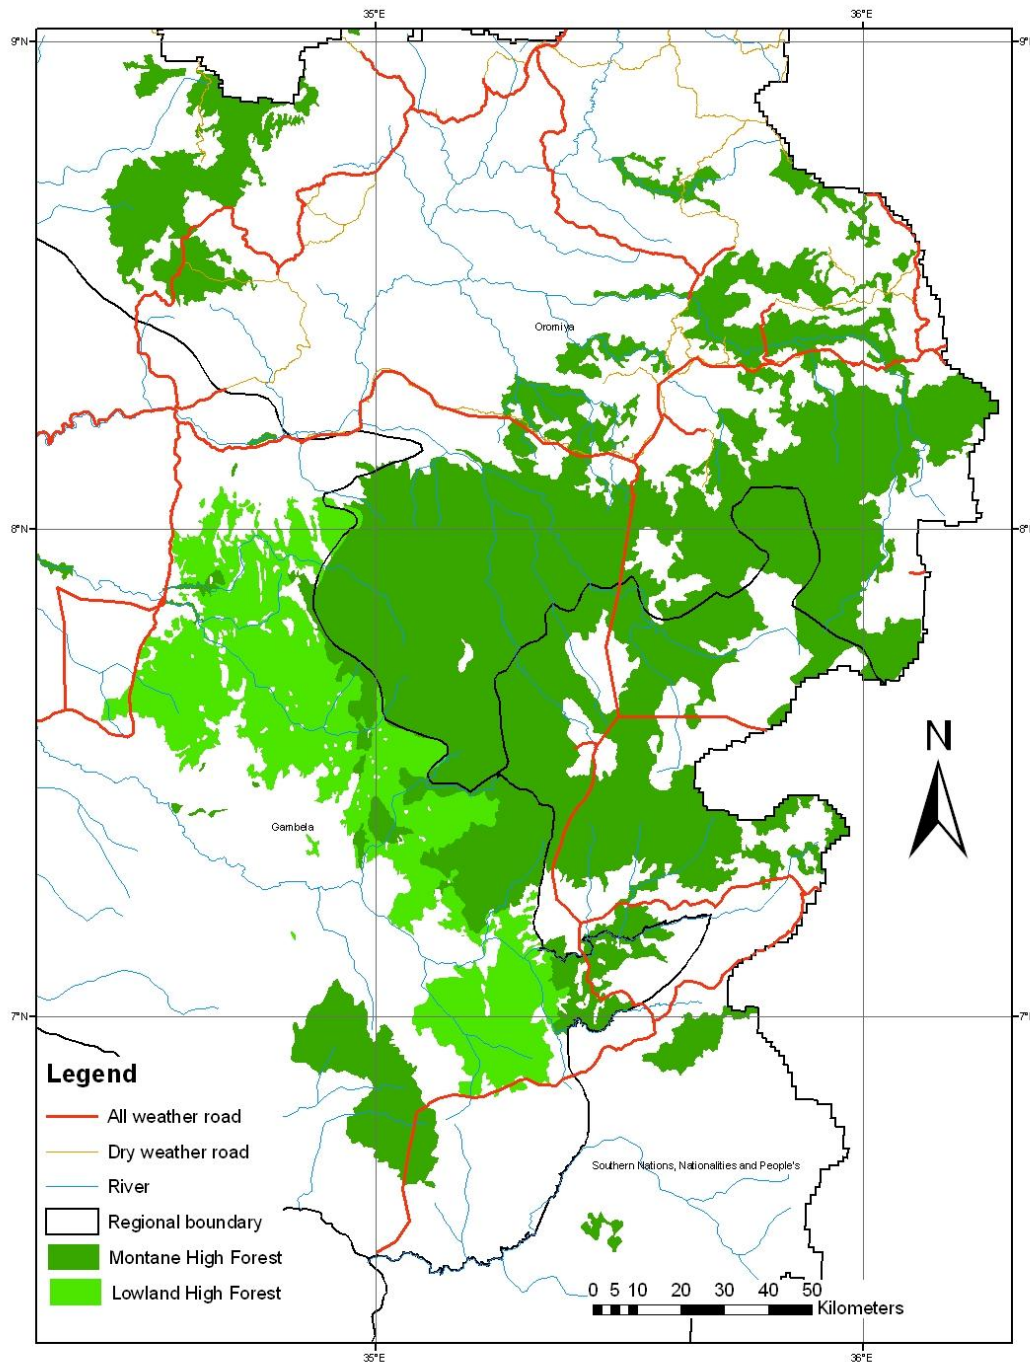 35°E
36°E
9°N
9°N
Oromiya
8°N
8°N
N
Gambela
7°N
7°N
Legend
All weather road
Dry weather road
River
Regional boundary
Montane High Forest
Lowland High Forest
Southern Nations, Nationalities and People's
0 5 10 20 30 40 50
Kilometers
35°E
36°E